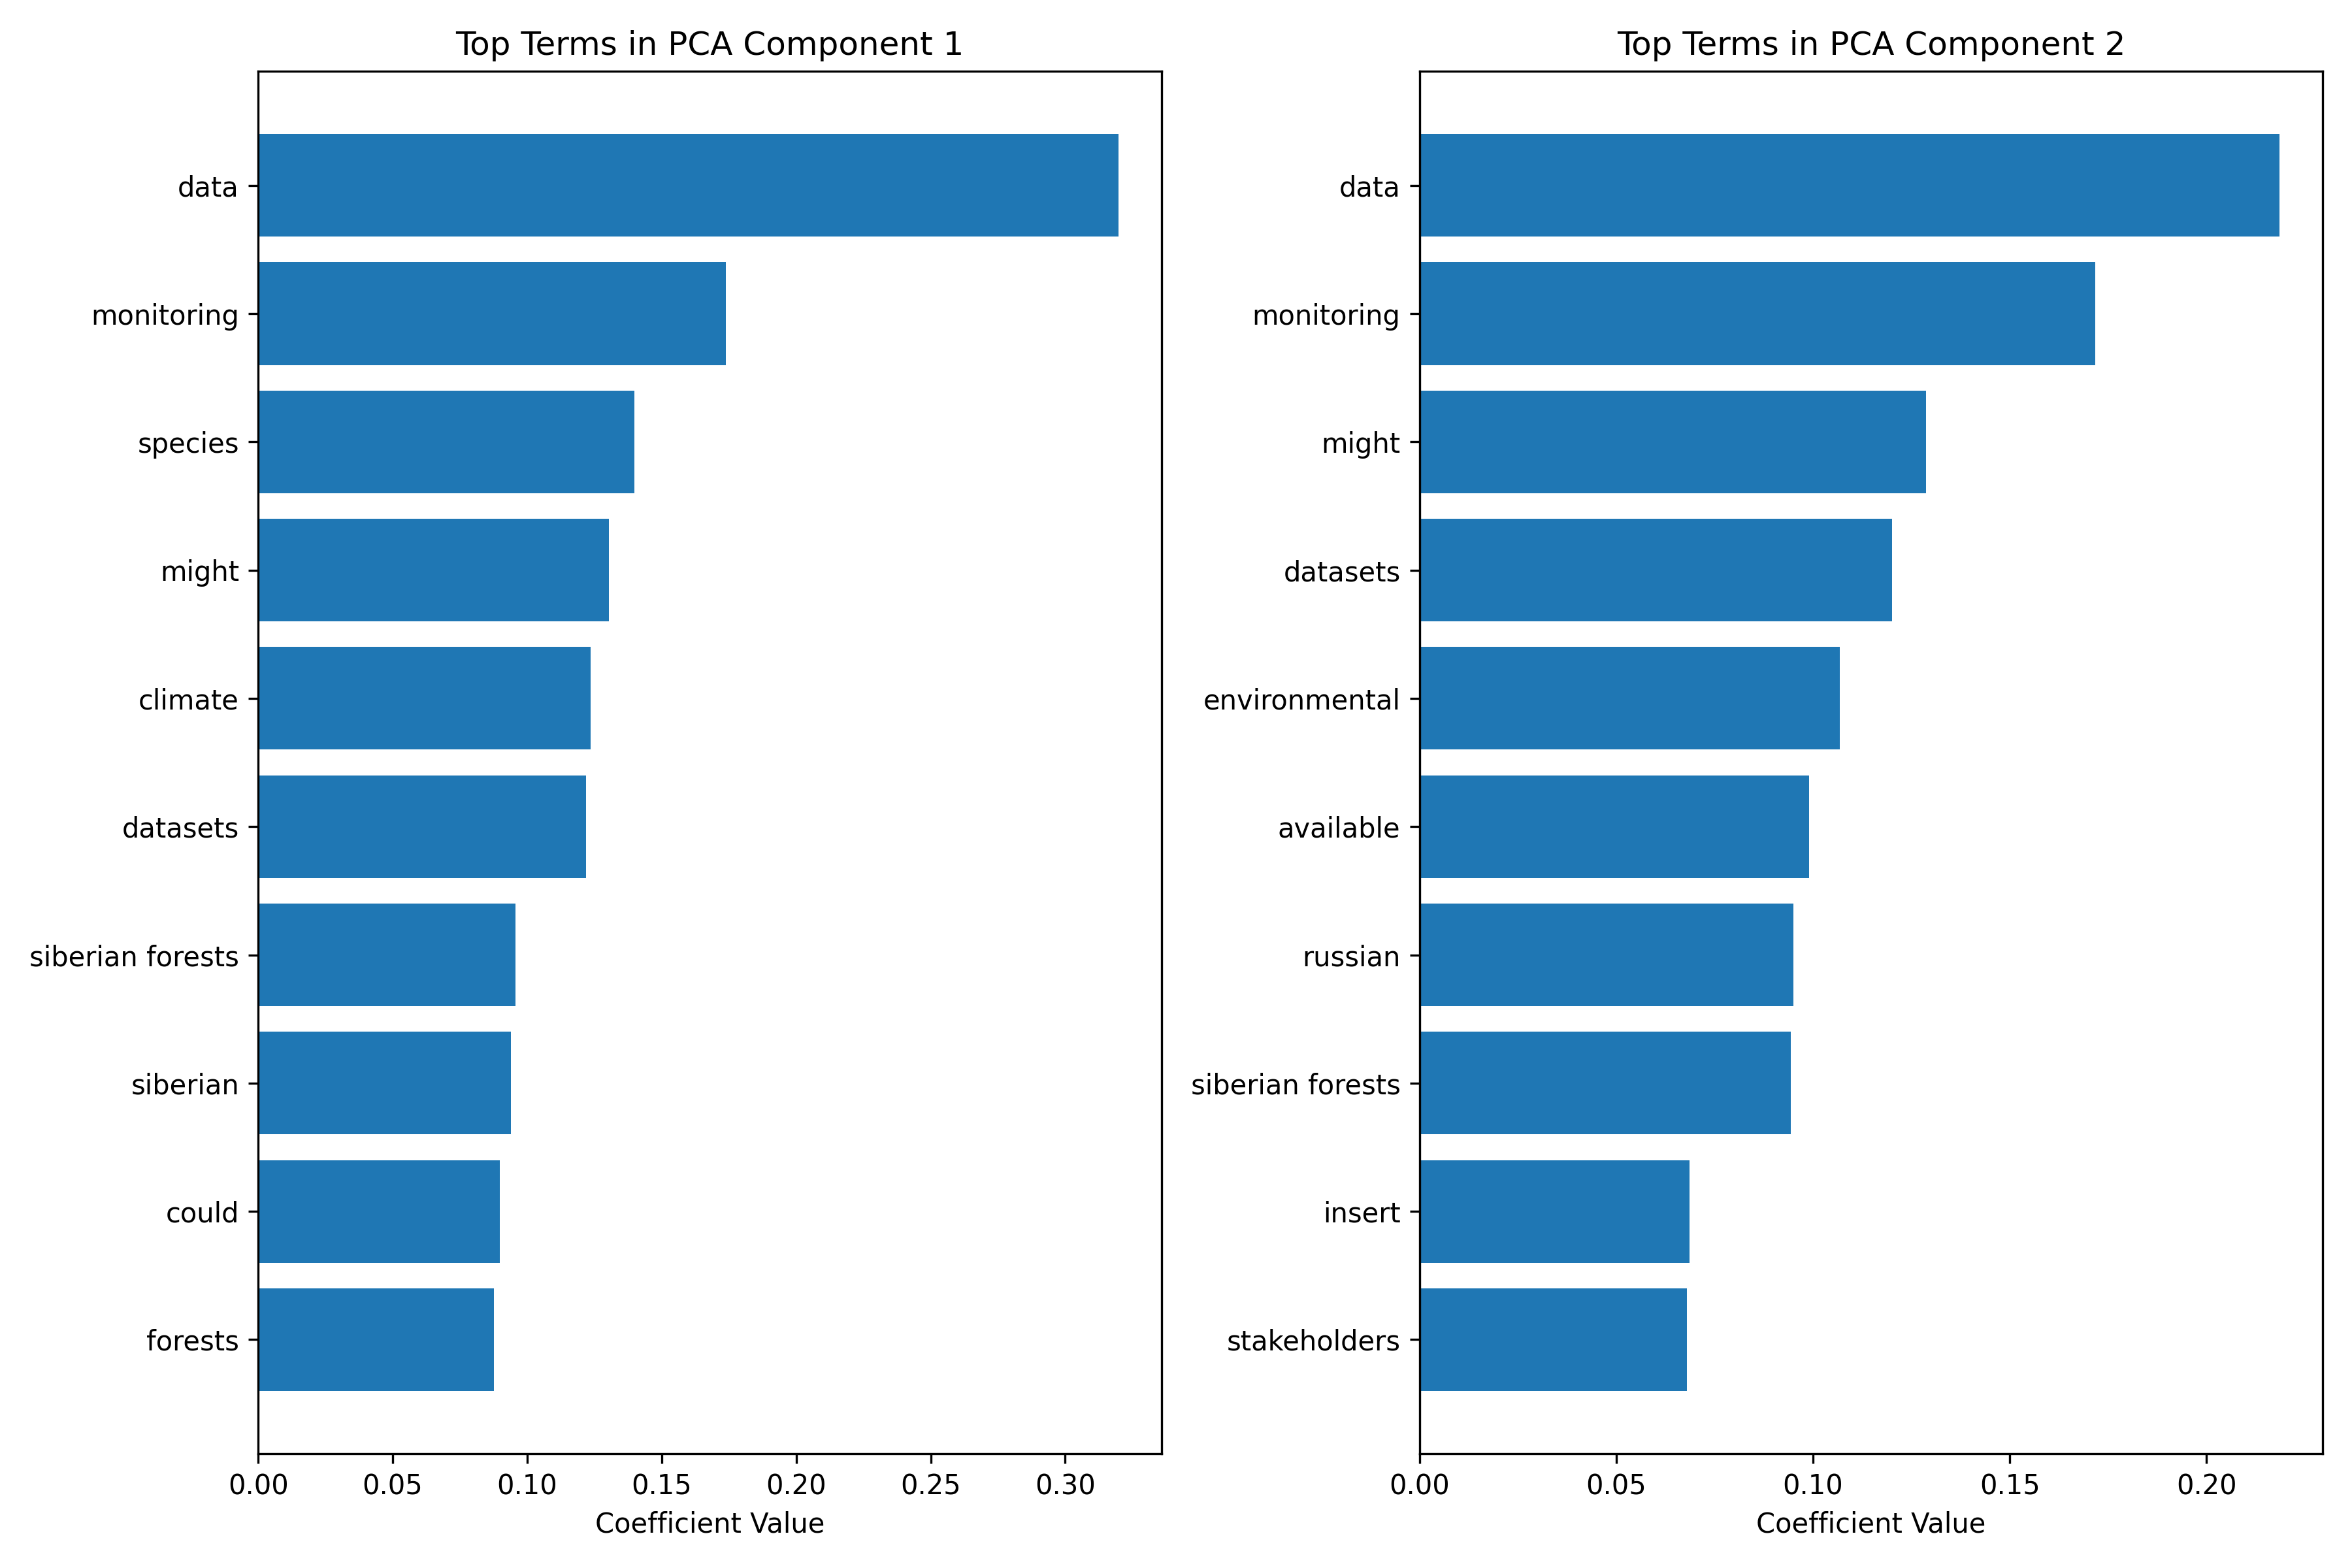 Top Terms in PCA Component 1
data
monitoring
species
might
climate
datasets
siberian forests
siberian
could
forests
0.00 0.05 0.10 0.15 0.20 0.25 0.30
Coefficient Value
Top Terms in PCA Component 2
data
monitoring
might
datasets
environmental
available
russian
siberian forests
insert
stakeholders
0.00 0.05 0.10 0.15 0.20
Coefficient Value